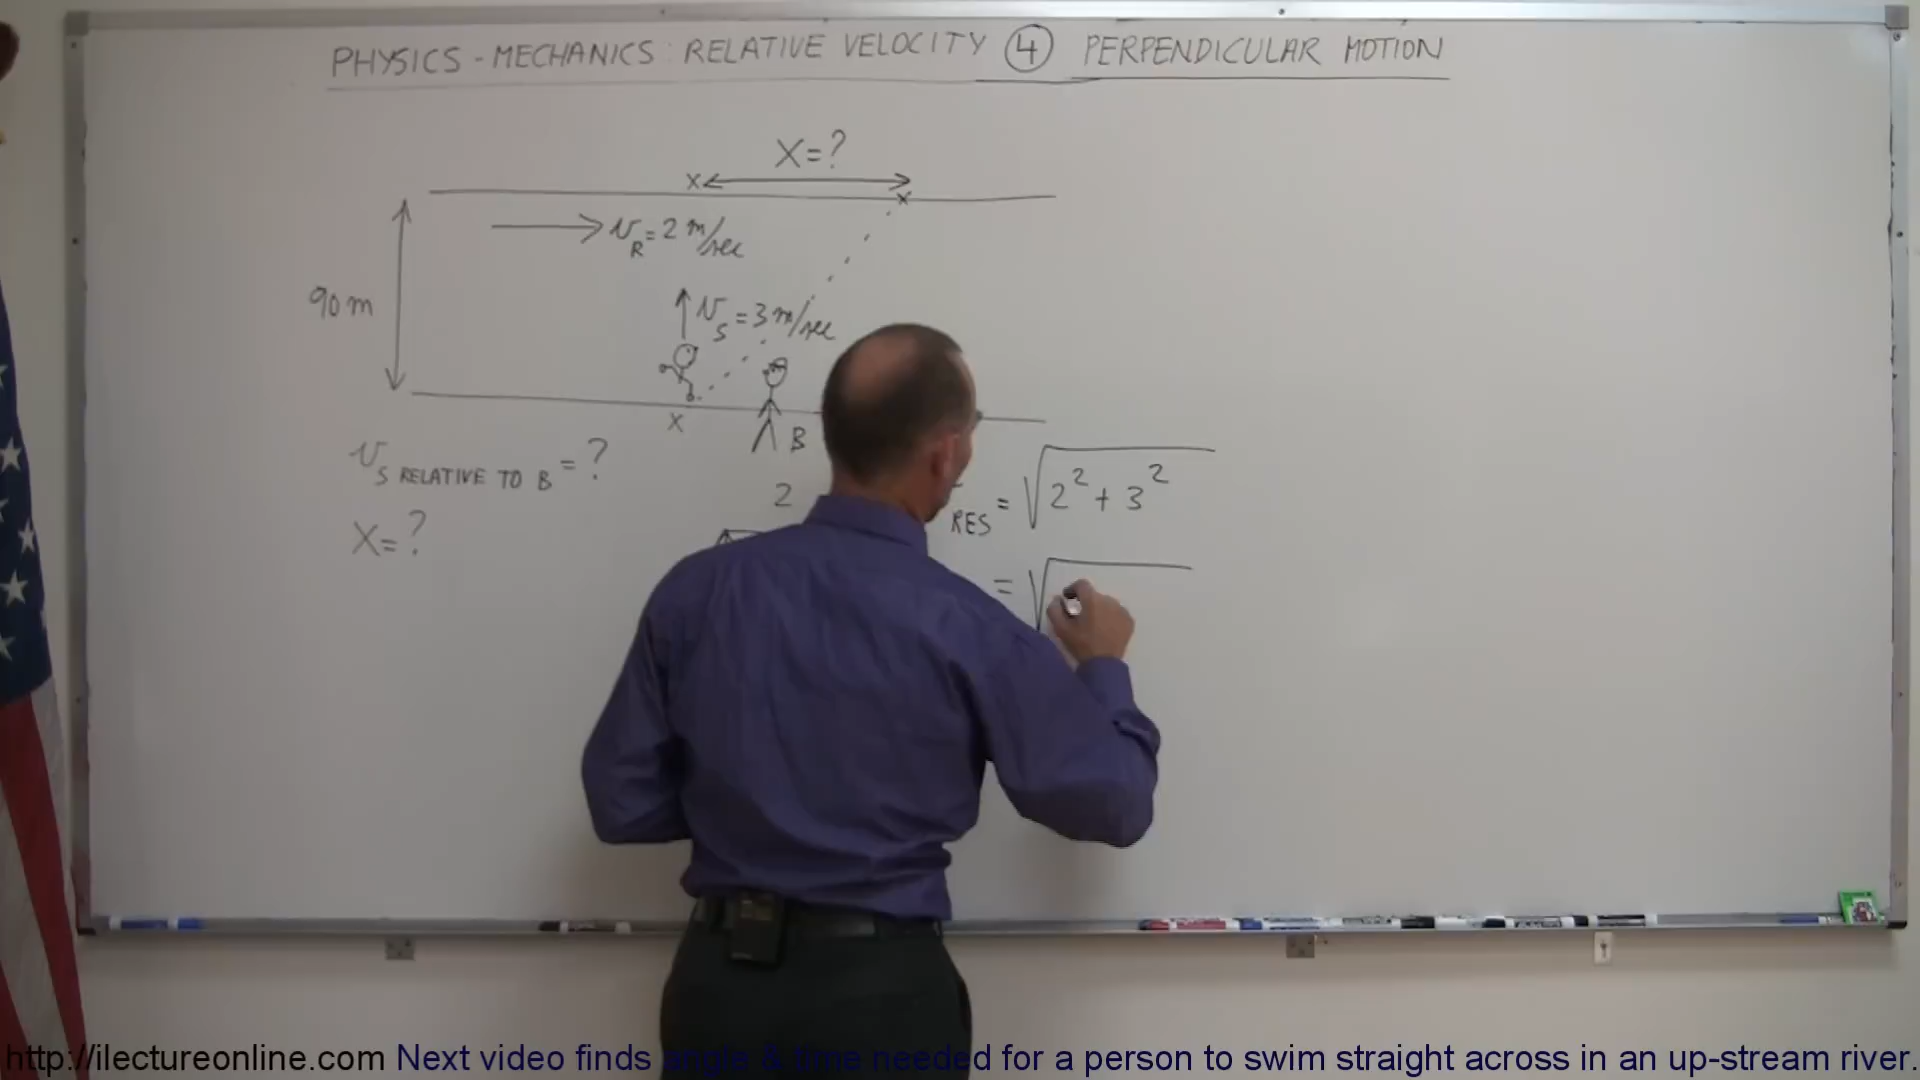 PHYSICS - MECHANICS: RELATIVE VELOCITY ④ PERPENDICULAR MOTION
X=?
x x
90 m
V_R = 2 m/sec
V_S = 3 m/sec
x
B
V_S RELATIVE TO B = ?
X=?
2
RES = √(2² + 3²)
= √
http://ilectureonline.com Next video finds angle & time needed for a person to swim straight across in an up-stream river.